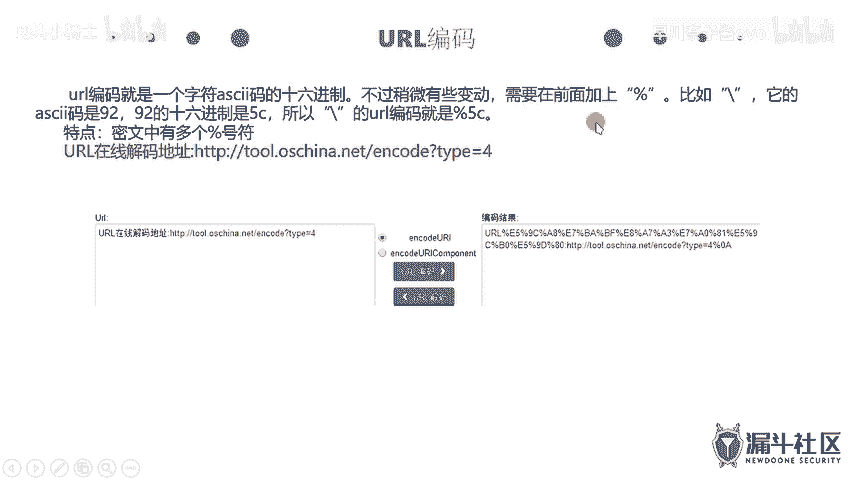 URL编码
url编码就是一个字符ascii码的十六进制。不过稍微有些变动，需要在前面加上“%”。比如“\”，它的
ascii码是92，92的十六进制是5c，所以“\”的url编码就是%5c。
特点：密文中有多个%号符
URL在线解码地址:http://tool.oschina.net/encode?type=4
Url:
URL在线解码地址:http://tool.oschina.net/encode?type=4
encodeURI
encodeURIComponent
编码结果:
URL%E5%9C%A8%E7%BA%BF%E8%A7%A3%E7%A0%81%E5%9
C%B0%E5%9D%80:http://tool.oschina.net/encode?type=4%0A
漏斗社区
NEWDOONE SECURITY